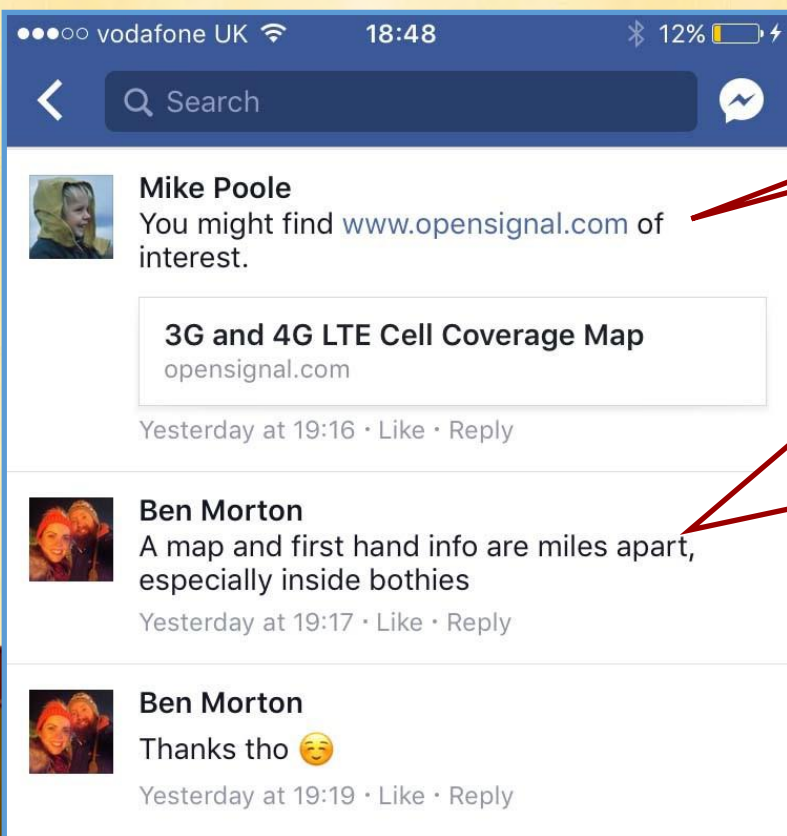 vodafone UK 18:48 12%
Search
Mike Poole
You might find www.opensignal.com of
interest.
3G and 4G LTE Cell Coverage Map
opensignal.com
Yesterday at 19:16 · Like · Reply
Ben Morton
A map and first hand info are miles apart,
especially inside bothies
Yesterday at 19:17 · Like · Reply
Ben Morton
Thanks tho ☺️
Yesterday at 19:19 · Like · Reply